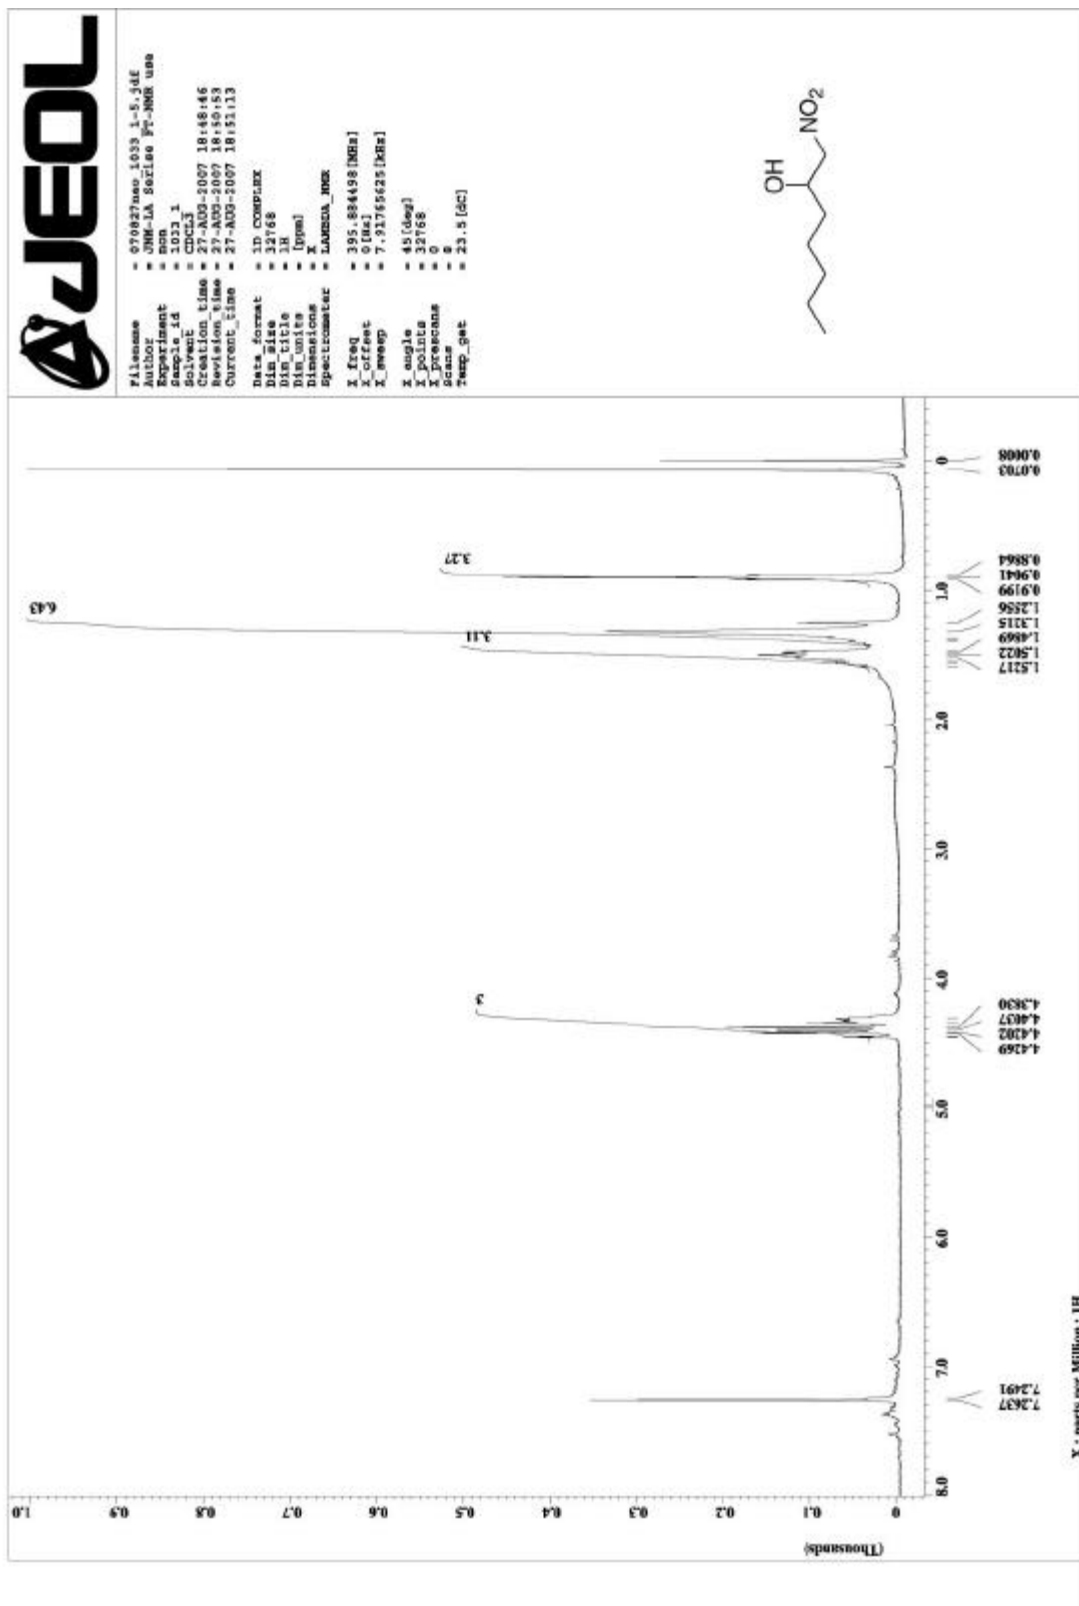 JEOL
Filename = 070827nao_1033_1-5.jdf
Author = JNM-LA Series FT-NMR use
Experiment = non
Sample_id = 1033_1
Solvent = CDCL3
Creation_time = 27-AUG-2007 18:48:46
Revision_time = 27-AUG-2007 18:50:53
Current_time = 27-AUG-2007 18:51:13
Data_format = 1D COMPLEX
Dim_size = 32768
Dim_title = 1H
Dim_units = [ppm]
Dimensions = X
Spectrometer = LAMBDA_NMR
X_freq = 395.884498[MHz]
X_offset = 0[Hz]
X_sweep = 7.91765625[kHz]
X_angle = 45[deg]
X_points = 32768
X_prescans = 0
Scans = 8
Temp_get = 23.5[dC]
OH
NO2
(Thousands)
0 0.1 0.2 0.3 0.4 0.5 0.6 0.7 0.8 0.9 1.0
3
3.11
6.43
3.27
8.0 7.0 6.0 5.0 4.0 3.0 2.0 1.0 0
7.2637
7.2491
4.4269
4.4202
4.4037
4.3830
1.5217
1.5022
1.4869
1.3215
1.2556
0.9199
0.9041
0.8864
0.0703
0.0008
X : parts per Million : 1H